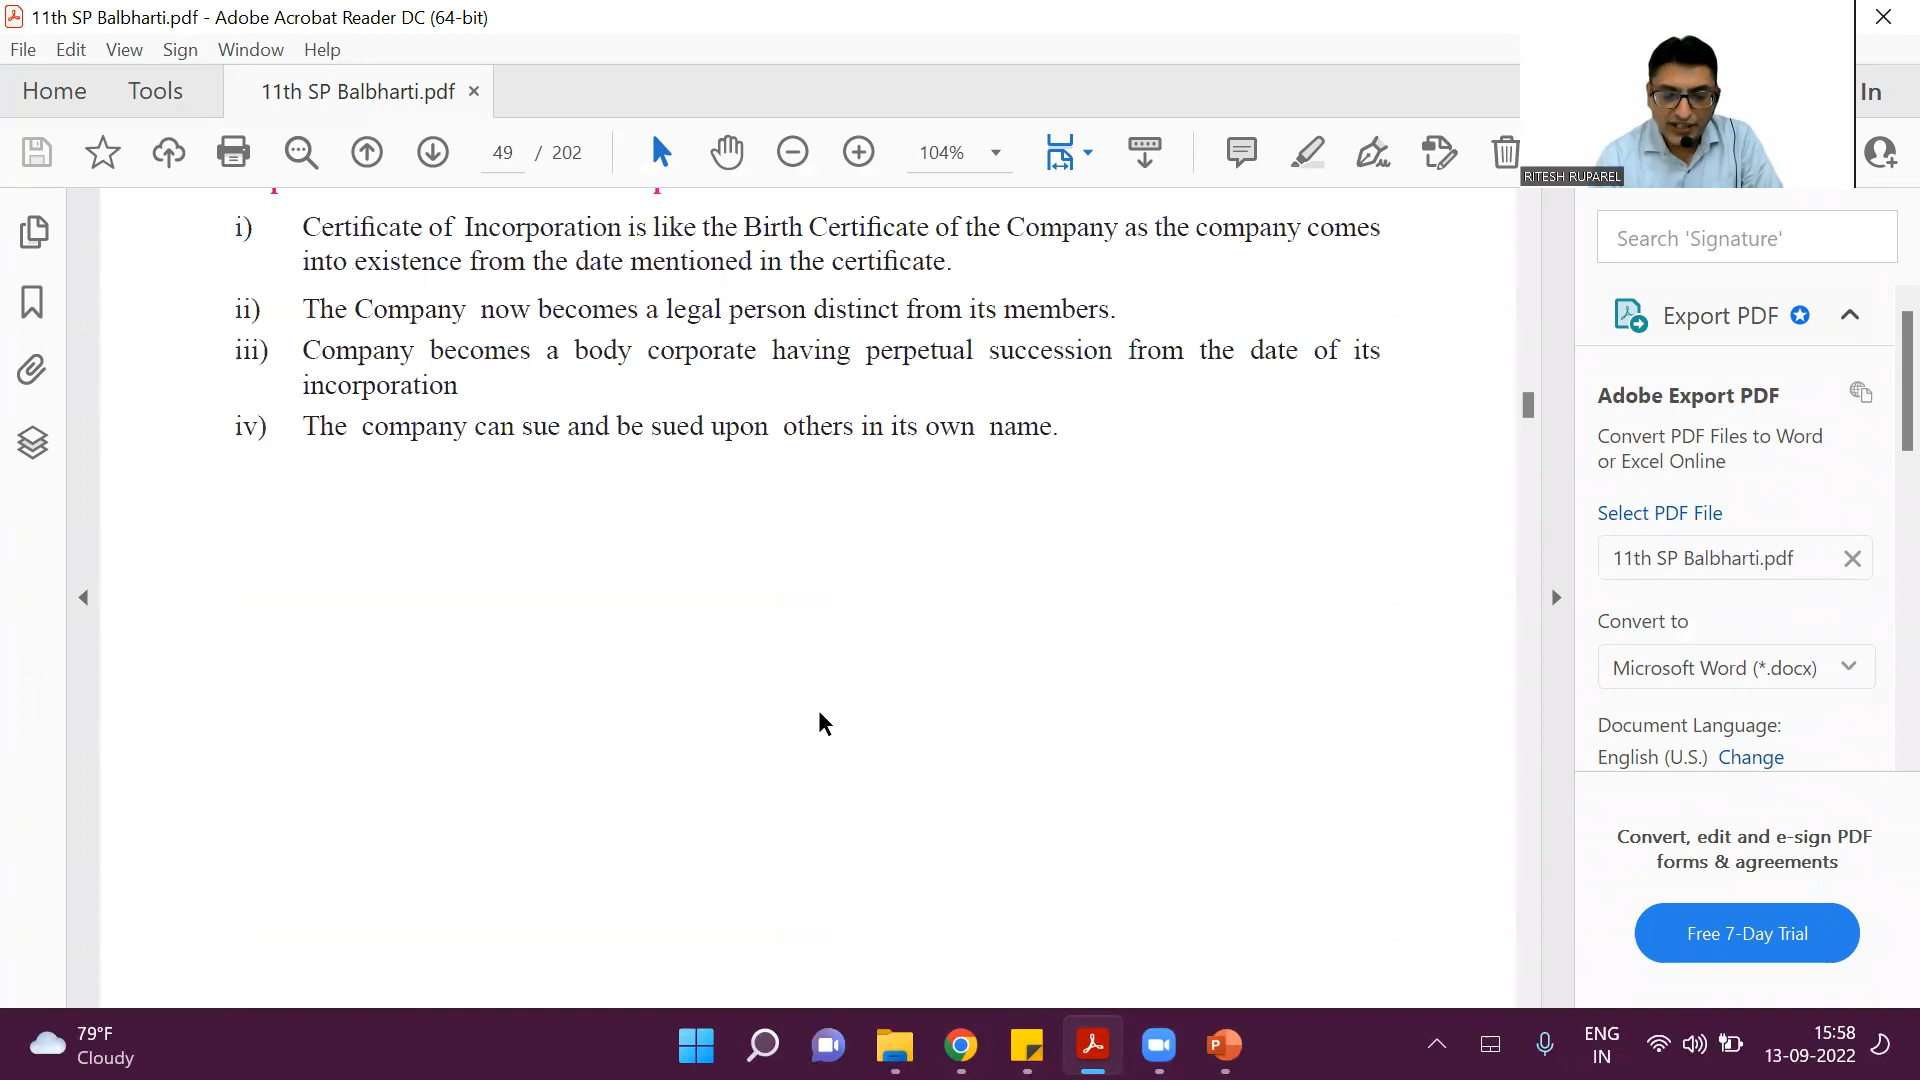 11th SP Balbharti.pdf - Adobe Acrobat Reader DC (64-bit)
File Edit View Sign Window Help
Home Tools 11th SP Balbharti.pdf × In
49 / 202 104%
RITESH RUPAREL
i) Certificate of Incorporation is like the Birth Certificate of the Company as the company comes
into existence from the date mentioned in the certificate.
ii) The Company now becomes a legal person distinct from its members.
iii) Company becomes a body corporate having perpetual succession from the date of its
incorporation
iv) The company can sue and be sued upon others in its own name.
Search 'Signature'
Export PDF
Adobe Export PDF
Convert PDF Files to Word
or Excel Online
Select PDF File
11th SP Balbharti.pdf
Convert to
Microsoft Word (*.docx)
Document Language:
English (U.S.) Change
Convert, edit and e-sign PDF
forms & agreements
Free 7-Day Trial
79°F
Cloudy
ENG
IN
15:58
13-09-2022